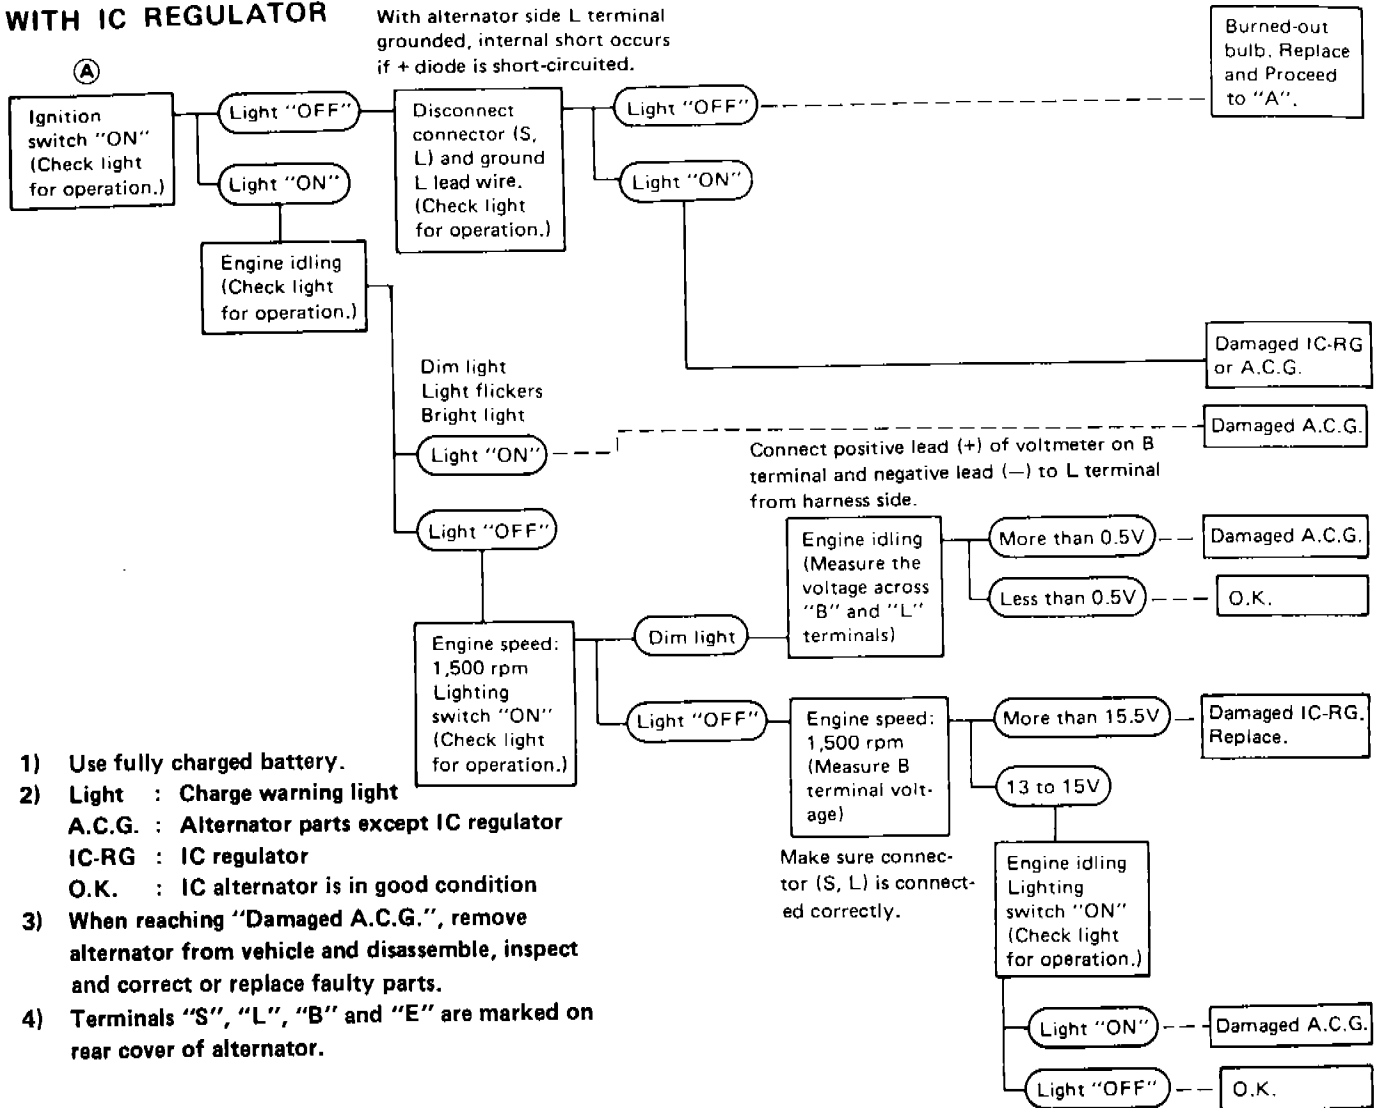 WITH IC REGULATOR
With alternator side L terminal
grounded, internal short occurs
if + diode is short-circuited.
A
Ignition
switch "ON"
(Check light
for operation.)
Light "OFF"
Light "ON"
Disconnect
connector (S,
L) and ground
L lead wire.
(Check light
for operation.)
Light "OFF"
Light "ON"
Burned-out
bulb. Replace
and Proceed
to "A".
Engine idling
(Check light
for operation.)
Damaged IC-RG
or A.C.G.
Dim light
Light flickers
Bright light
Light "ON"
Damaged A.C.G.
Connect positive lead (+) of voltmeter on B
terminal and negative lead (—) to L terminal
from harness side.
Light "OFF"
Engine idling
(Measure the
voltage across
"B" and "L"
terminals)
More than 0.5V
Damaged A.C.G.
Less than 0.5V
O.K.
Engine speed:
1,500 rpm
Lighting
switch "ON"
(Check light
for operation.)
Dim light
Light "OFF"
Engine speed:
1,500 rpm
(Measure B
terminal volt-
age)
More than 15.5V
Damaged IC-RG.
Replace.
13 to 15V
Make sure connec-
tor (S, L) is connect-
ed correctly.
Engine idling
Lighting
switch "ON"
(Check light
for operation.)
Light "ON"
Damaged A.C.G.
Light "OFF"
O.K.
1) Use fully charged battery.
2) Light : Charge warning light
A.C.G. : Alternator parts except IC regulator
IC-RG : IC regulator
O.K. : IC alternator is in good condition
3) When reaching "Damaged A.C.G.", remove
alternator from vehicle and disassemble, inspect
and correct or replace faulty parts.
4) Terminals "S", "L", "B" and "E" are marked on
rear cover of alternator.